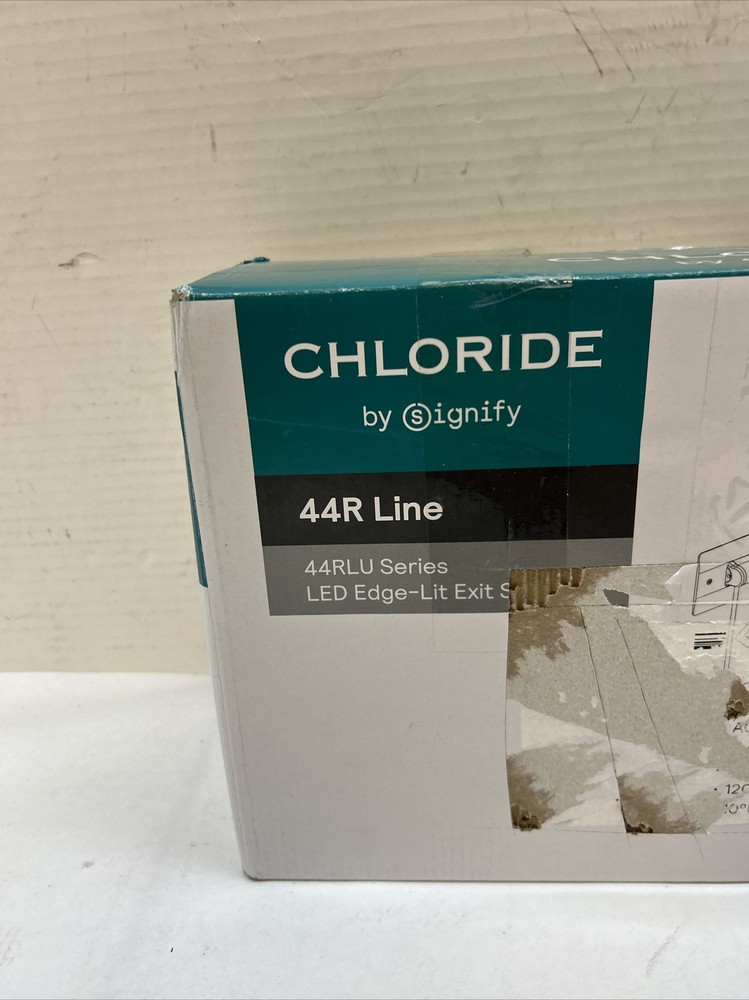 CHLORIDE
by Signify
44R Line
44RLU Series
LED Edge-Lit Exit S